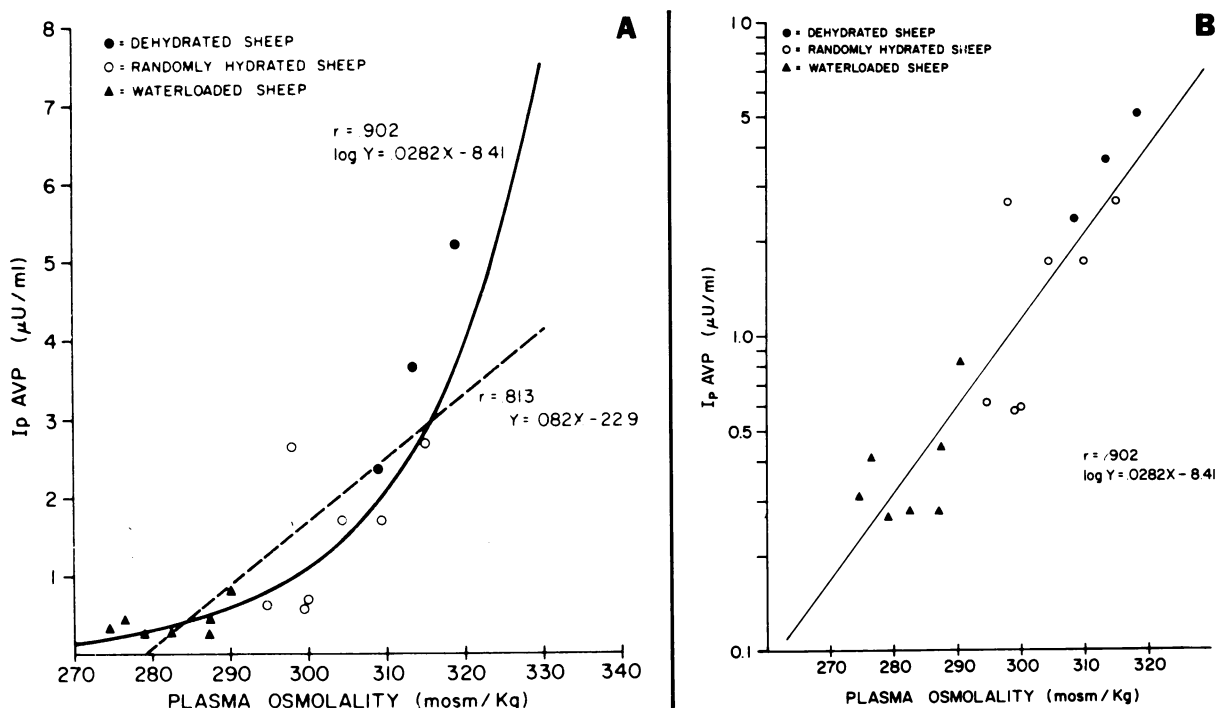 A
● = DEHYDRATED SHEEP
○ = RANDOMLY HYDRATED SHEEP
▲ = WATERLOADED SHEEP
r = .902
log Y = .0282X – 8.41
r = .813
Y = .082X – 22.9
Ip AVP (μU/ml)
8
7
6
5
4
3
2
1
270 280 290 300 310 320 330 340
PLASMA OSMOLALITY (mosm/Kg)
B
● = DEHYDRATED SHEEP
○ = RANDOMLY HYDRATED SHEEP
▲ = WATERLOADED SHEEP
Ip AVP (μU/ml)
10
5
1.0
0.5
0.1
r = .902
log Y = .0282X – 8.41
270 280 290 300 310 320
PLASMA OSMOLALITY (mosm/Kg)